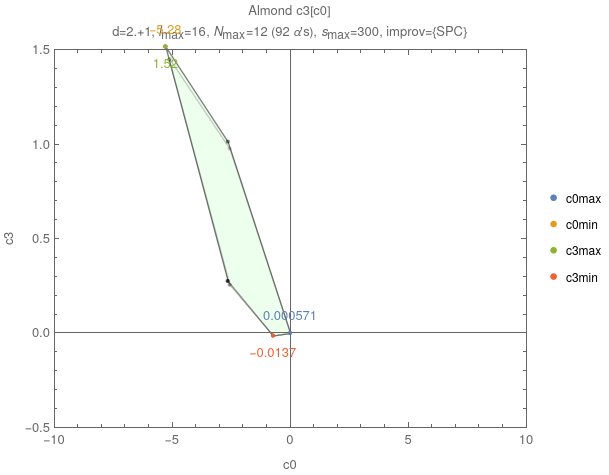 Almond c3[c0]
d=2.+1, lmax=16, Nmax=12 (92 α's), smax=300, improv={SPC}
−5.28
1.52
1.5
1.0
0.5
0.0
−0.5
c3
0.000571
−0.0137
−10
−5
0
5
10
c0
c0max
c0min
c3max
c3min